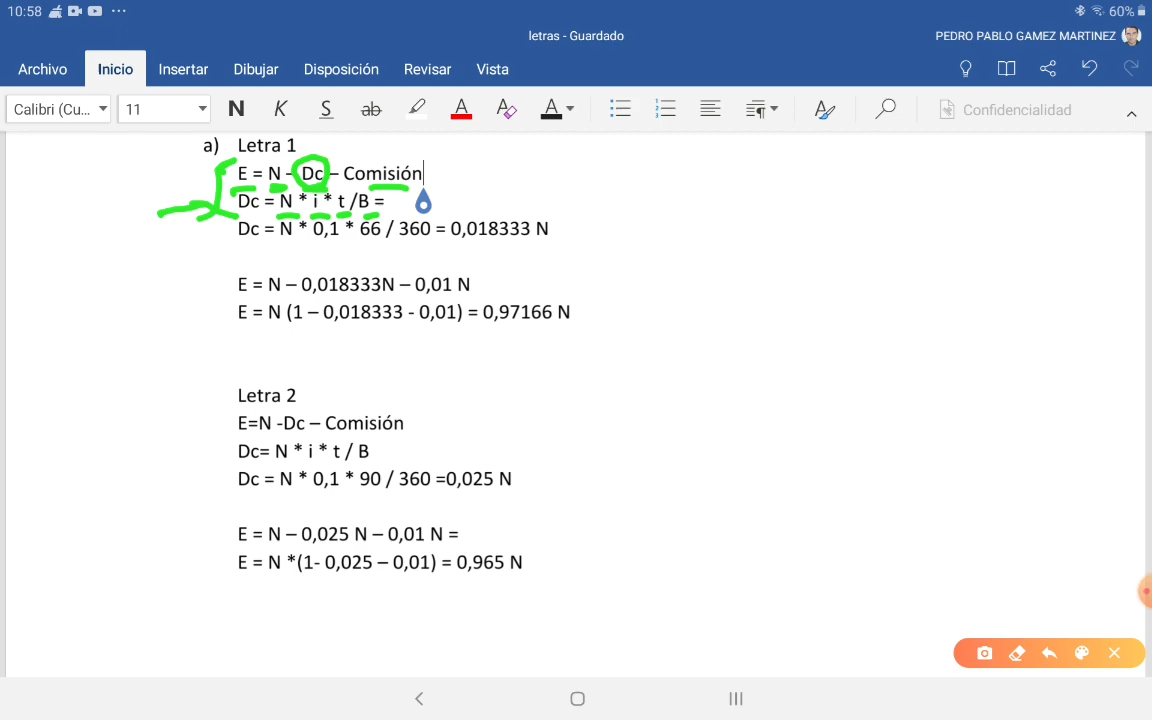 10:58 ... 60%
letras - Guardado
PEDRO PABLO GAMEZ MARTINEZ
Archivo Inicio Insertar Dibujar Disposición Revisar Vista
Calibri (Cu... 11 N K S ab A A A Confidencialidad
a) Letra 1
E = N – Dc – Comisión
Dc = N * i * t /B =
Dc = N * 0,1 * 66 / 360 = 0,018333 N
E = N – 0,018333N – 0,01 N
E = N (1 – 0,018333 - 0,01) = 0,97166 N
Letra 2
E=N -Dc – Comisión
Dc= N * i * t / B
Dc = N * 0,1 * 90 / 360 =0,025 N
E = N – 0,025 N – 0,01 N =
E = N *(1- 0,025 – 0,01) = 0,965 N